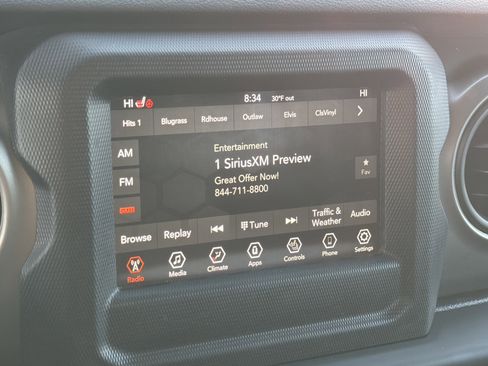 HI 8:34 30°F out HI
Hits 1 Blugrass Rdhouse Outlaw Elvis ClsVinyl
Entertainment
AM
1 SiriusXM Preview
Great Offer Now!
Fav
FM
844-711-8800
SXM
Browse Replay Tune Traffic & Weather Audio
Radio Media Climate Apps Controls Phone Settings